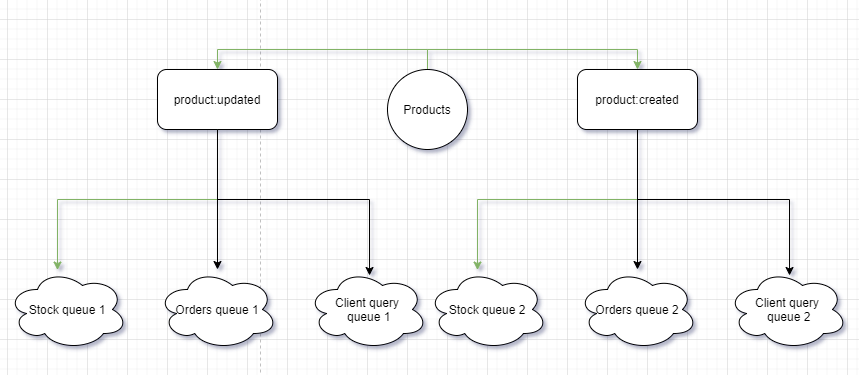 product:updated
Products
product:created
Stock queue 1
Orders queue 1
Client query
queue 1
Stock queue 2
Orders queue 2
Client query
queue 2